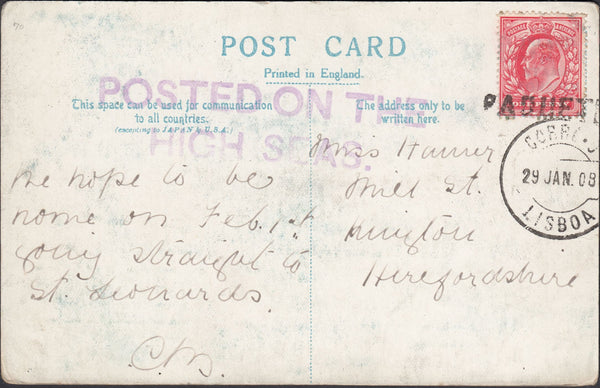 POST CARD
Printed in England.
POSTED ON THE
HIGH SEAS.
This space can be used for communication
to all countries.
(excepting to JAPAN & U.S.A.)
The address only to be
written here.
We hope to be
home on Feb. 1st
going straight to
St. Leonards.
Miss
Mill St.
Kington
Herefordshire
PAQUETE
CORREIOS
29 JAN. 08
LISBOA